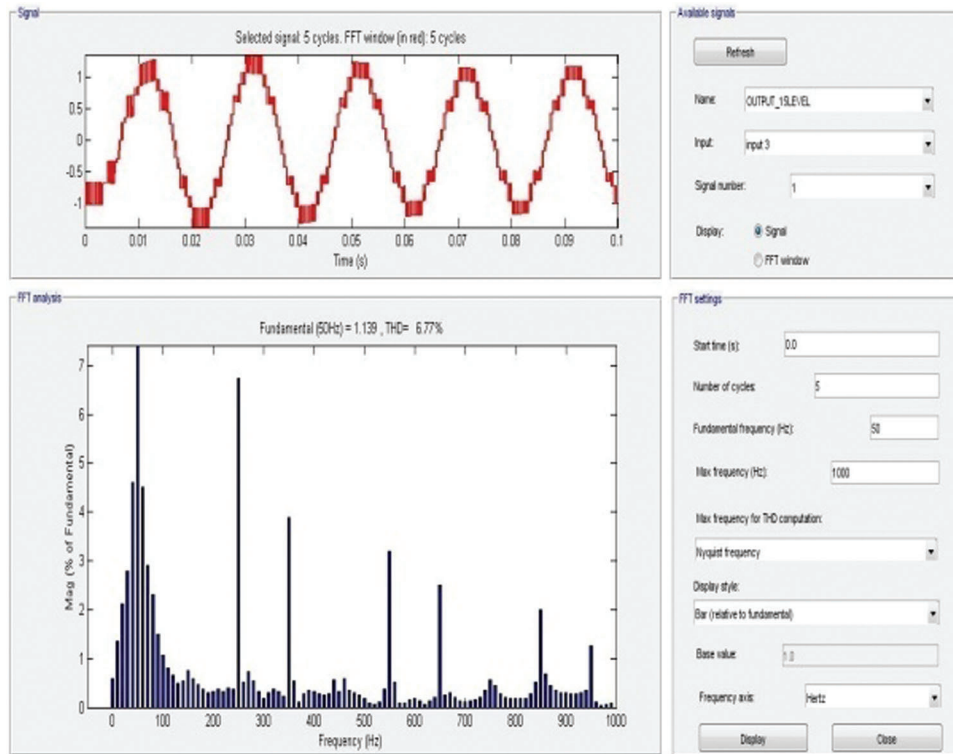 Signal
Selected signal: 5 cycles. FFT window (in red): 5 cycles
1
0.5
0
-0.5
-1
0 0.01 0.02 0.03 0.04 0.05 0.06 0.07 0.08 0.09 0.1
Time (s)
FFT analysis
Fundamental (50Hz) = 1.139 , THD= 6.77%
Mag (% of Fundamental)
7
6
5
4
3
2
1
0
0 100 200 300 400 500 600 700 800 900 1000
Frequency (Hz)
Available signals
Refresh
Name: OUTPUT_15LEVEL
Input: input 3
Signal number: 1
Display: Signal
FFT window
FFT settings
Start time (s): 0.0
Number of cycles: 5
Fundamental frequency (Hz): 50
Max frequency (Hz): 1000
Max frequency for THD computation:
Nyquist frequency
Display style:
Bar (relative to fundamental)
Base value: 1.0
Frequency axis: Hertz
Display Close